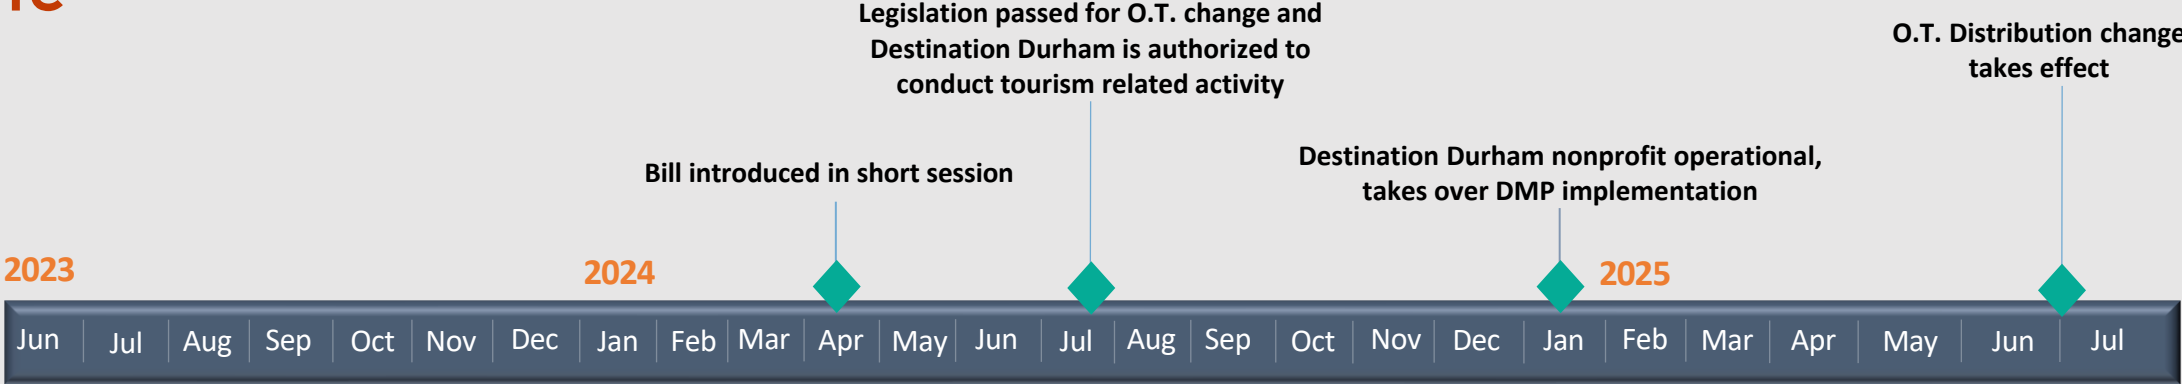 Legislation passed for O.T. change and
Destination Durham is authorized to
conduct tourism related activity
O.T. Distribution change
takes effect
Bill introduced in short session
Destination Durham nonprofit operational,
takes over DMP implementation
2023
2024
2025
Jun Jul Aug Sep Oct Nov Dec Jan Feb Mar Apr May Jun Jul Aug Sep Oct Nov Dec Jan Feb Mar Apr May Jun Jul